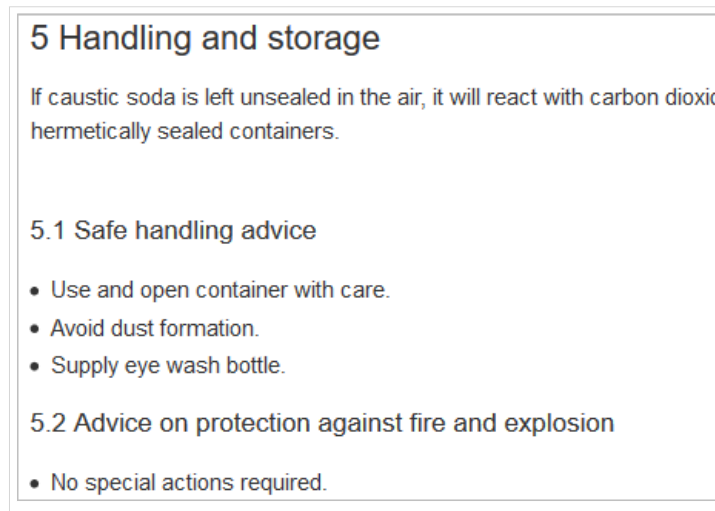 5 Handling and storage
If caustic soda is left unsealed in the air, it will react with carbon
hermetically sealed containers.
5.1 Safe handling advice
• Use and open container with care.
• Avoid dust formation.
• Supply eye wash bottle.
5.2 Advice on protection against fire and explosion
• No special actions required.